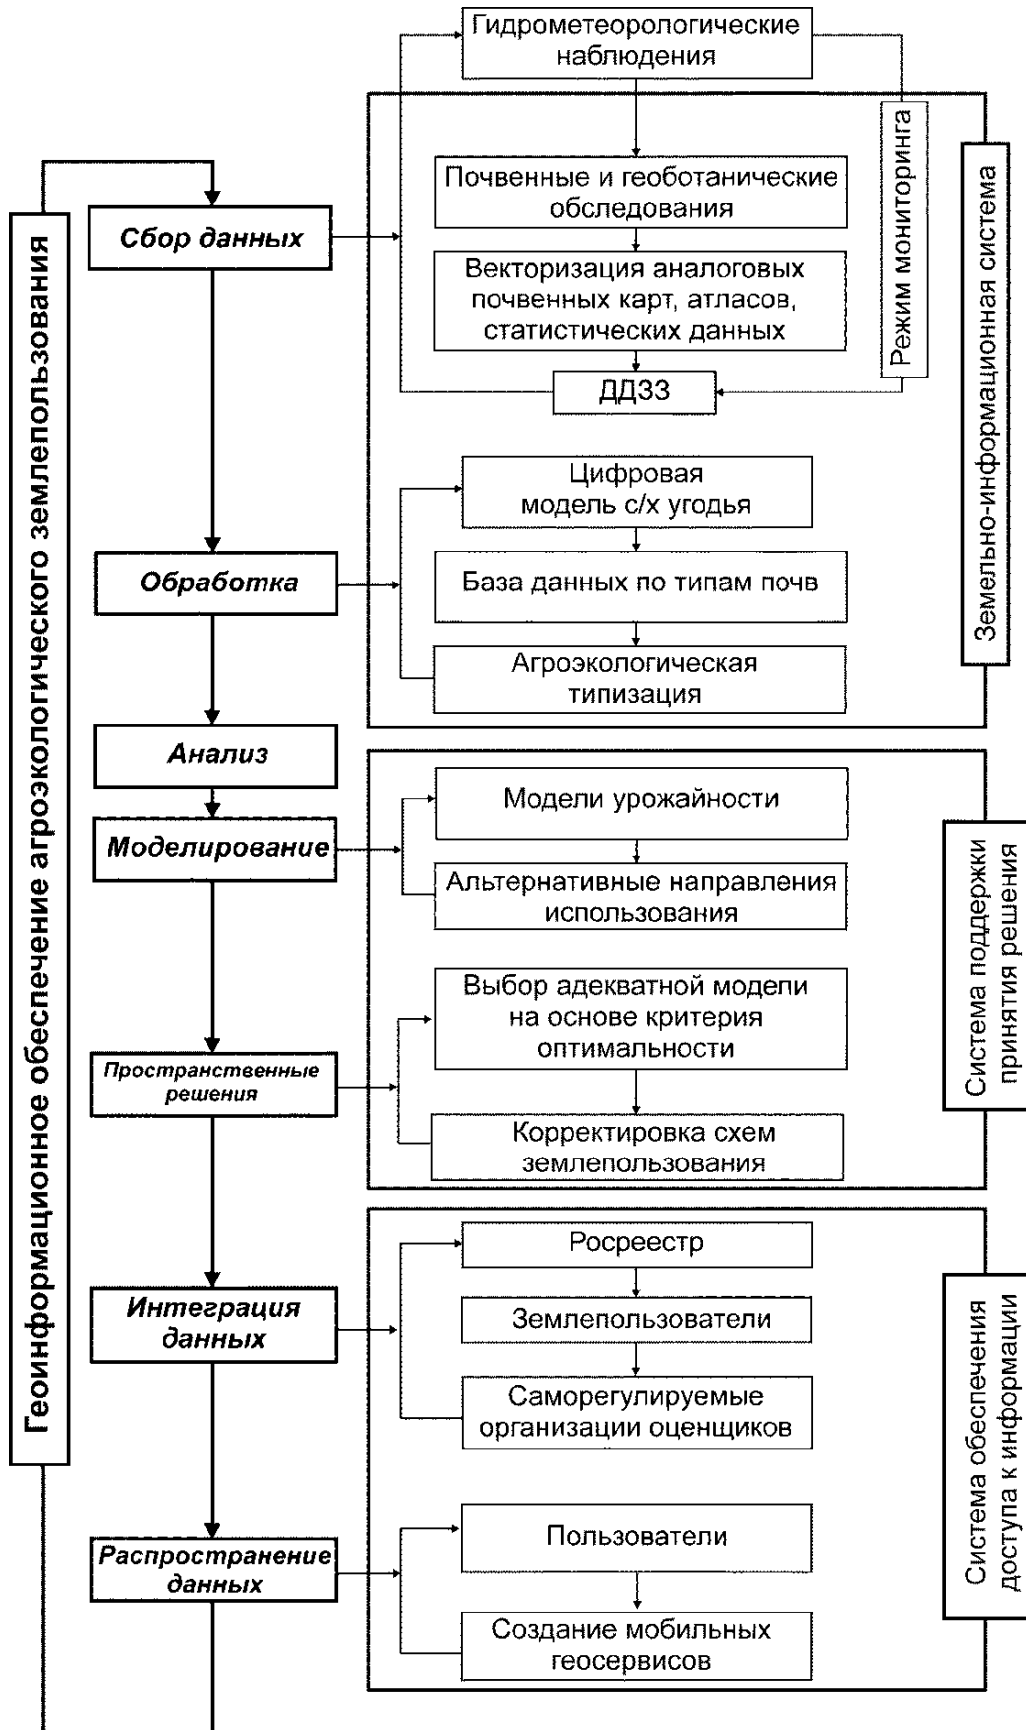 Геоинформационное обеспечение агроэкологического землепользования
Гидрометеорологические
наблюдения
Режим мониторинга
Земельно-информационная система
Сбор данных
Почвенные и геоботанические
обследования
Векторизация аналоговых
почвенных карт, атласов,
статистических данных
ДДЗЗ
Обработка
Цифровая
модель с/х угодья
База данных по типам почв
Агроэкологическая
типизация
Анализ
Моделирование
Модели урожайности
Альтернативные направления
использования
Система поддержки
принятия решения
Пространственные
решения
Выбор адекватной модели
на основе критерия
оптимальности
Корректировка схем
землепользования
Интеграция
данных
Росреестр
Землепользователи
Саморегулируемые
организации оценщиков
Система обеспечения
доступа к информации
Распространение
данных
Пользователи
Создание мобильных
геосервисов